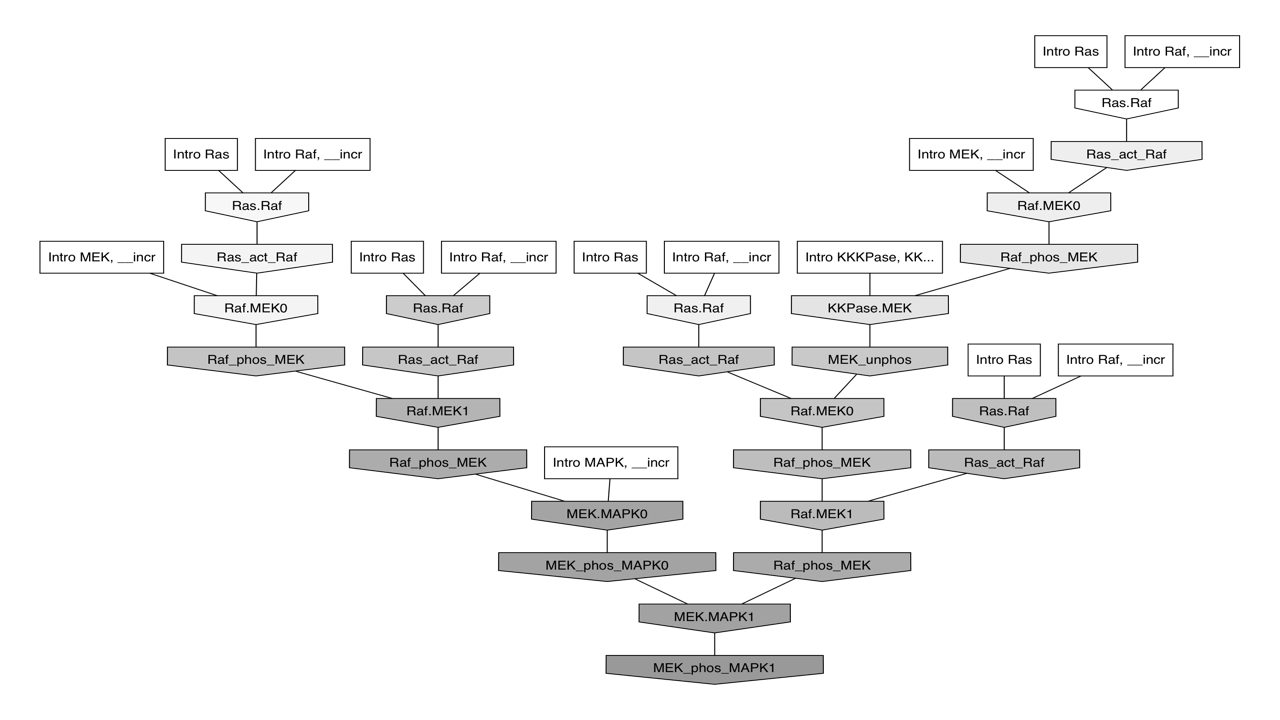 Intro Ras
Intro Raf, __incr
Ras.Raf
Intro Ras
Intro Raf, __incr
Intro MEK, __incr
Ras_act_Raf
Ras.Raf
Raf.MEK0
Intro MEK, __incr
Ras_act_Raf
Intro Ras
Intro Raf, __incr
Intro Ras
Intro Raf, __incr
Intro KKKPase, KK...
Raf_phos_MEK
Raf.MEK0
Ras.Raf
Ras.Raf
KKPase.MEK
Raf_phos_MEK
Ras_act_Raf
Ras_act_Raf
MEK_unphos
Intro Ras
Intro Raf, __incr
Raf.MEK1
Raf.MEK0
Ras.Raf
Raf_phos_MEK
Intro MAPK, __incr
Raf_phos_MEK
Ras_act_Raf
MEK.MAPK0
Raf.MEK1
MEK_phos_MAPK0
Raf_phos_MEK
MEK.MAPK1
MEK_phos_MAPK1